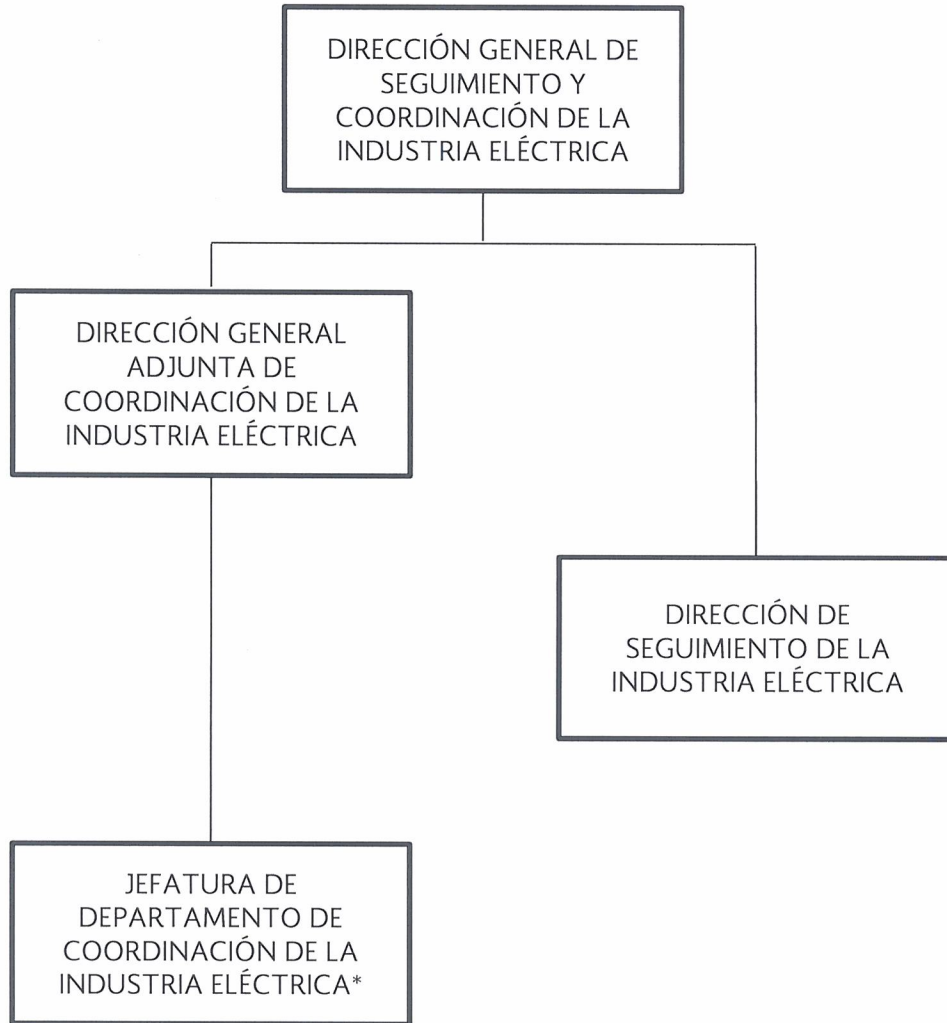 DIRECCIÓN GENERAL DE
SEGUIMIENTO Y
COORDINACIÓN DE LA
INDUSTRIA ELÉCTRICA
DIRECCIÓN GENERAL
ADJUNTA DE
COORDINACIÓN DE LA
INDUSTRIA ELÉCTRICA
DIRECCIÓN DE
SEGUIMIENTO DE LA
INDUSTRIA ELÉCTRICA
JEFATURA DE
DEPARTAMENTO DE
COORDINACIÓN DE LA
INDUSTRIA ELÉCTRICA*